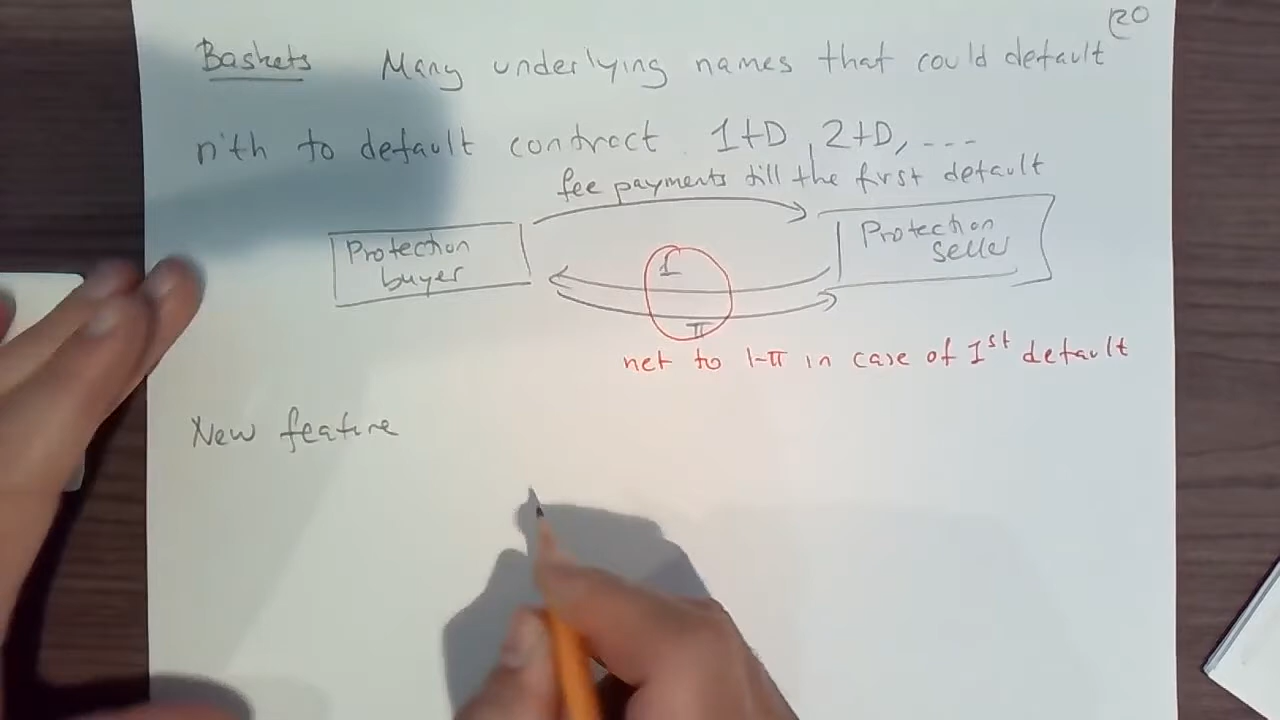 (20
Baskets Many underlying names that could default
n'th to default contract. 1tD, 2tD, ---
fee payments till the first default
Protection
buyer
1
π
Protection
seller
net to 1-π in case of 1st default
New feature